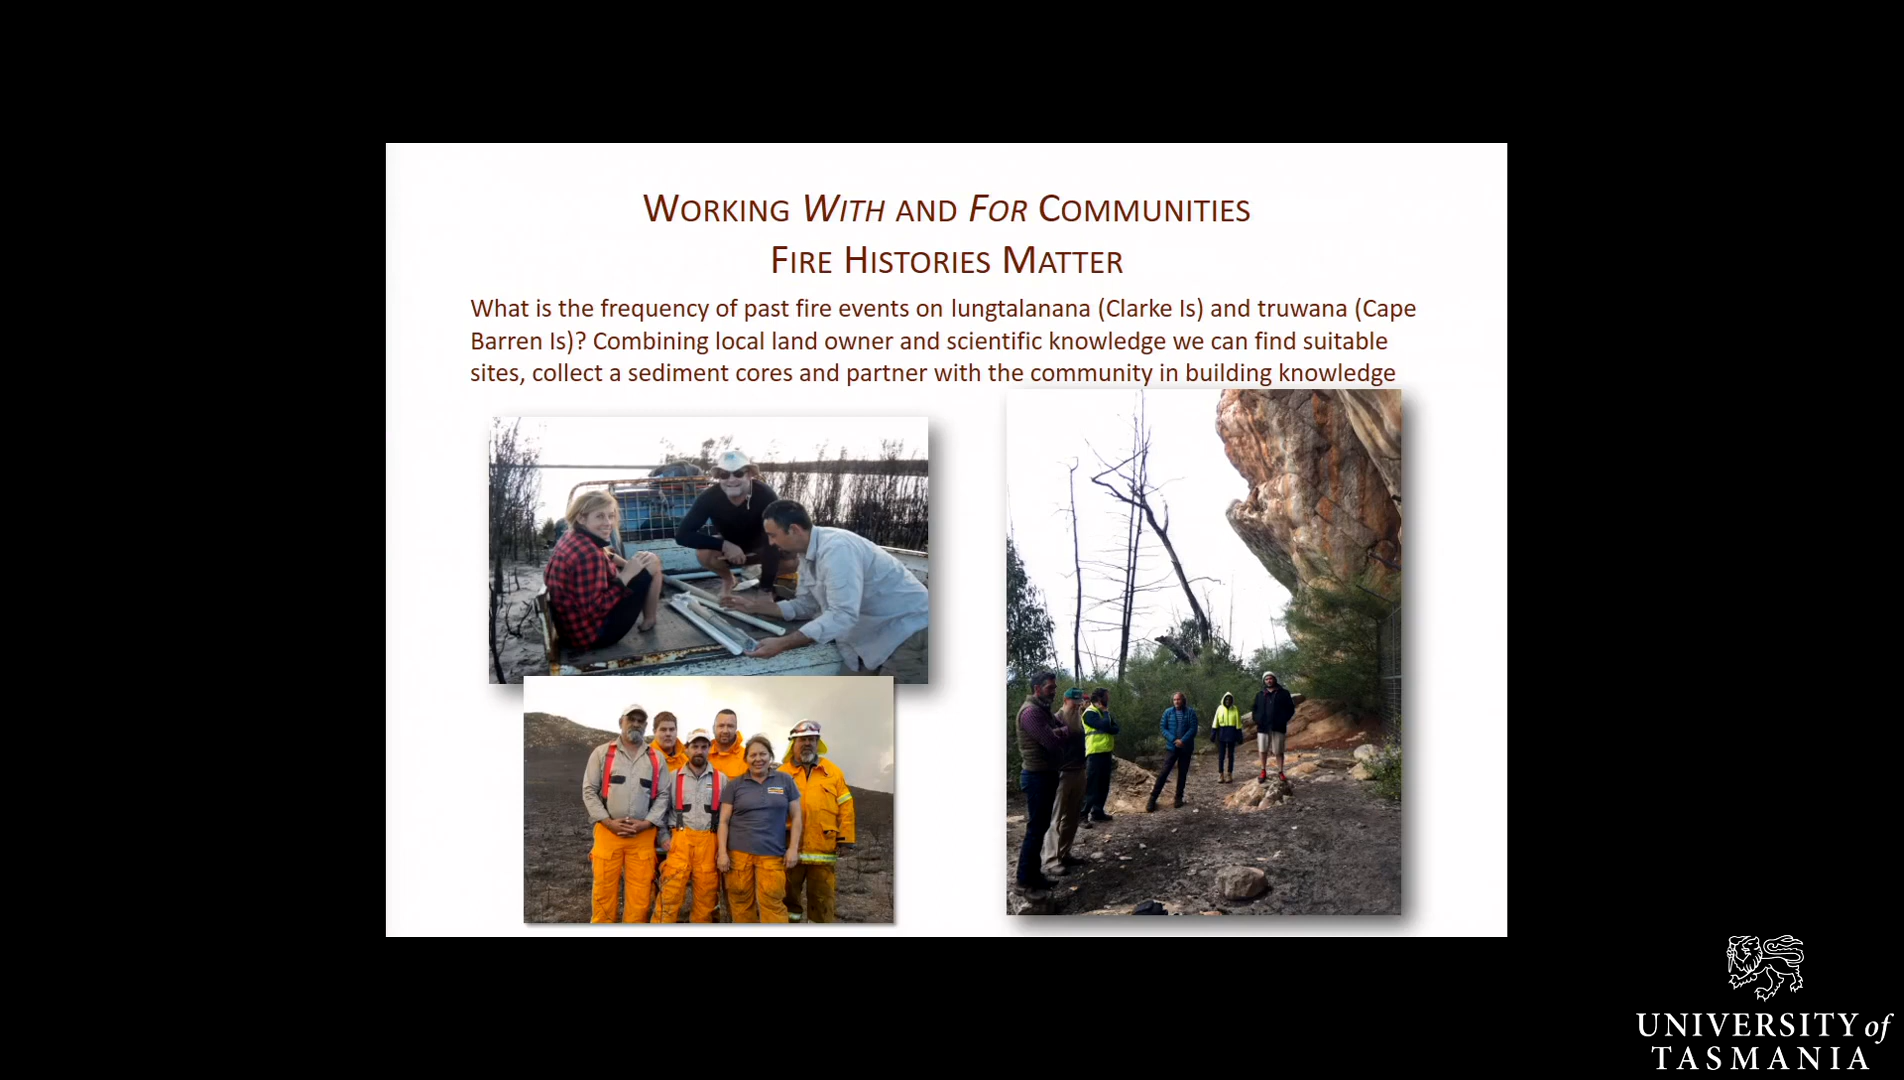 WORKING WITH AND FOR COMMUNITIES
FIRE HISTORIES MATTER
What is the frequency of past fire events on lungtalanana (Clarke Is) and truwana (Cape
Barren Is)? Combining local land owner and scientific knowledge we can find suitable
sites, collect a sediment cores and partner with the community in building knowledge
UNIVERSITY of
TASMANIA